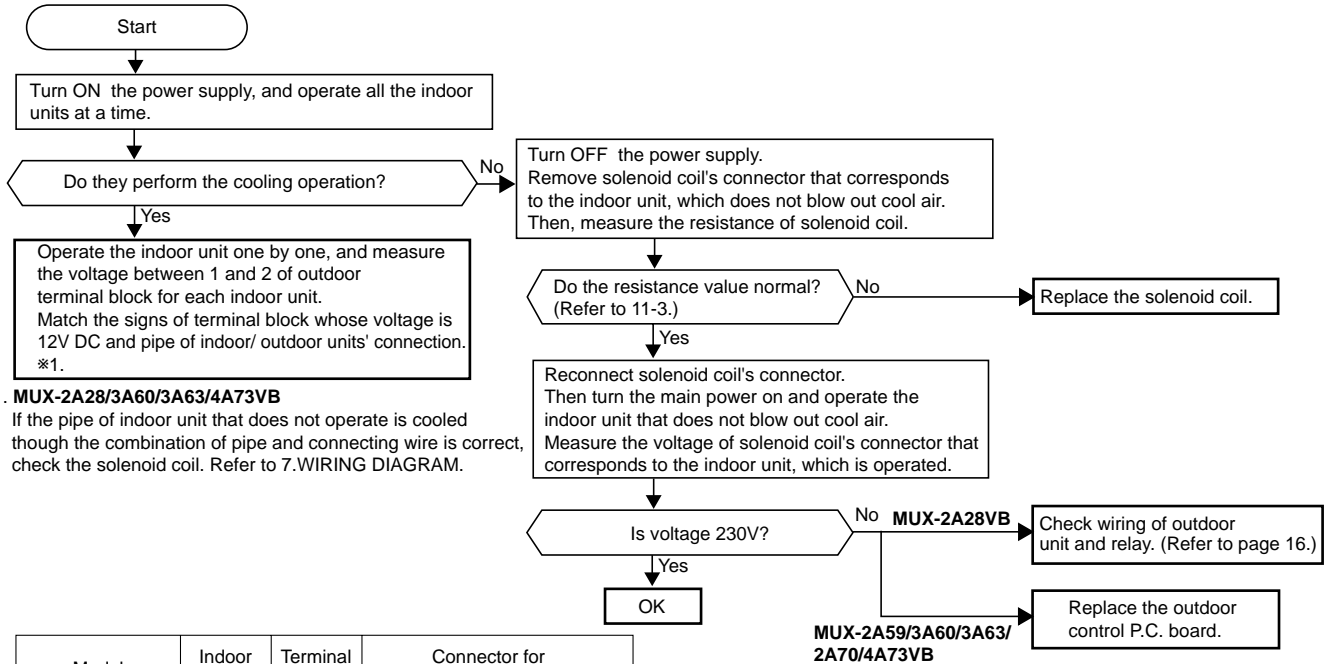 Start
Turn ON the power supply, and operate all the indoor
units at a time.
Do they perform the cooling operation?
No
Yes
Operate the indoor unit one by one, and measure
the voltage between 1 and 2 of outdoor
terminal block for each indoor unit.
Match the signs of terminal block whose voltage is
12V DC and pipe of indoor/ outdoor units' connection.
※1.
. MUX-2A28/3A60/3A63/4A73VB
If the pipe of indoor unit that does not operate is cooled
though the combination of pipe and connecting wire is correct,
check the solenoid coil. Refer to 7.WIRING DIAGRAM.
Turn OFF the power supply.
Remove solenoid coil's connector that corresponds
to the indoor unit, which does not blow out cool air.
Then, measure the resistance of solenoid coil.
Do the resistance value normal?
(Refer to 11-3.)
No
Replace the solenoid coil.
Yes
Reconnect solenoid coil's connector.
Then turn the main power on and operate the
indoor unit that does not blow out cool air.
Measure the voltage of solenoid coil's connector that
corresponds to the indoor unit, which is operated.
Is voltage 230V?
No MUX-2A28VB
Check wiring of outdoor
unit and relay. (Refer to page 16.)
Yes
OK
MUX-2A59/3A60/3A63/
2A70/4A73VB
Replace the outdoor
control P.C. board.
Indoor Terminal Connector for